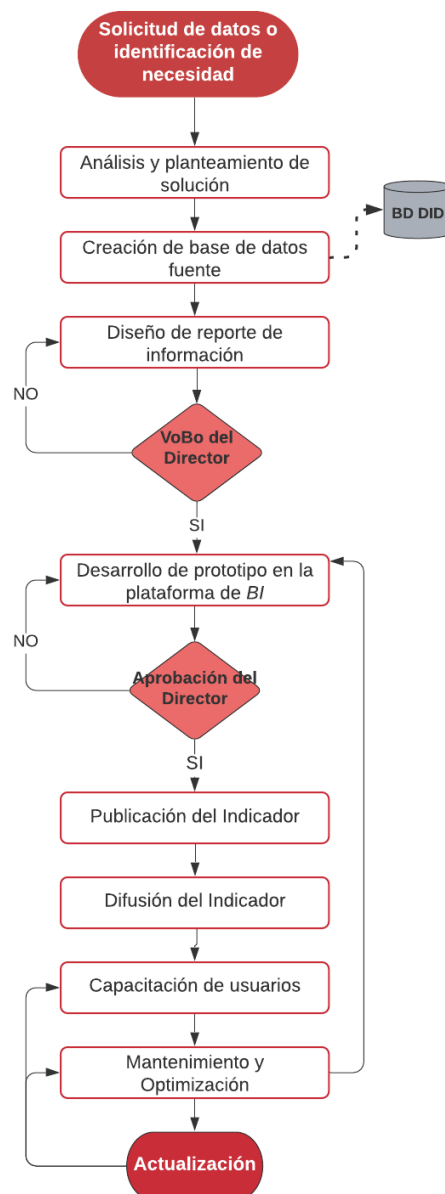 Solicitud de datos o
identificación de
necesidad
Análisis y planteamiento de
solución
BD DID
Creación de base de datos
fuente
Diseño de reporte de
información
NO
VoBo del
Director
SI
Desarrollo de prototipo en la
plataforma de BI
NO
Aprobación del
Director
SI
Publicación del Indicador
Difusión del Indicador
Capacitación de usuarios
Mantenimiento y
Optimización
Actualización